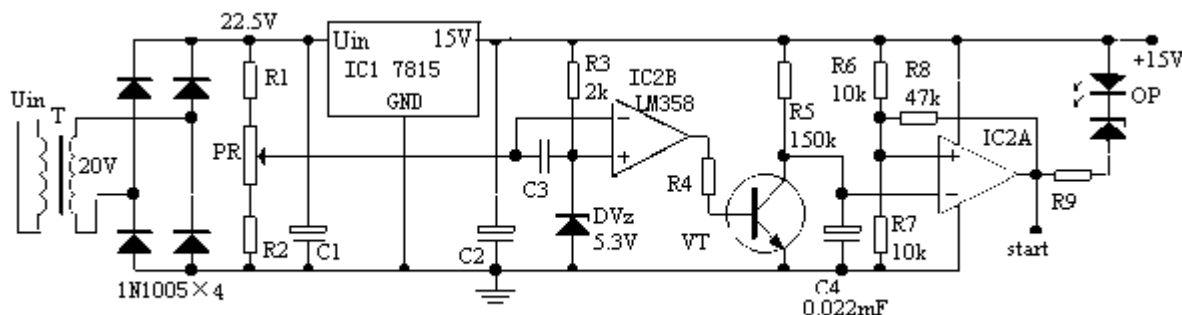 22.5V
Uin
15V
IC1 7815
GND
R1
PR
R2
Uin
T
20V
1N1005×4
C1
C2
R3
2k
C3
DVz
5.3V
IC2B
LM358
R4
VT
R5
150k
C4
0.022mF
R6
10k
R8
47k
R7
10k
IC2A
R9
start
OP
+15V